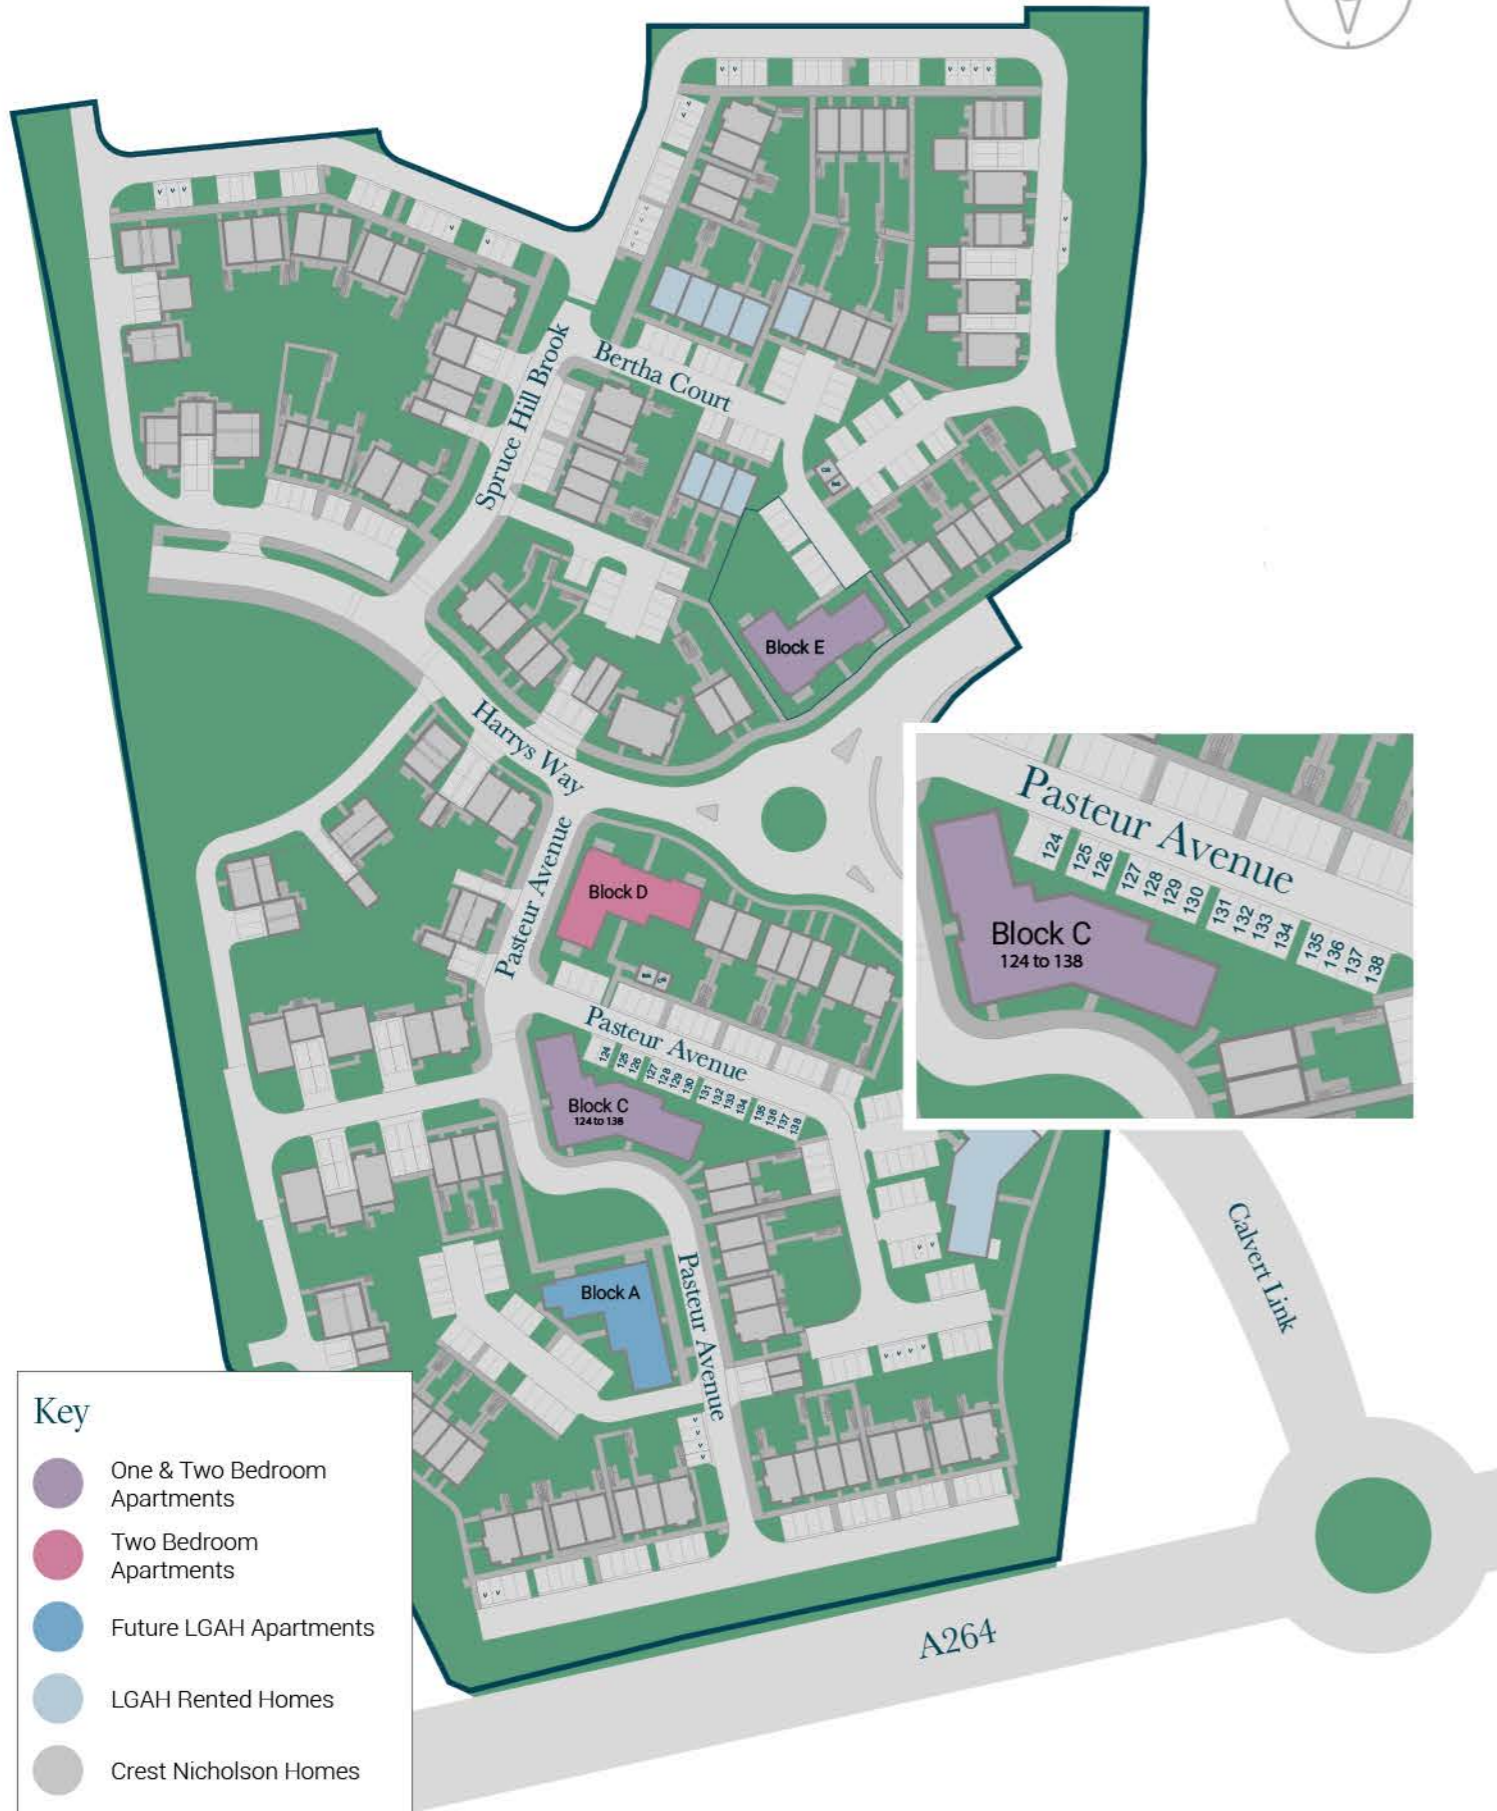 Spruce Hill Brook
Bertha Court
Block E
Harrys Way
Pasteur Avenue
Block D
Pasteur Avenue
124
125
126
127
128
129
130
131
132
133
134
135
136
137
138
Block C
124 to 138
Pasteur Avenue
124
125
126
127
128
129
130
131
132
133
134
135
136
137
138
Block C
124 to 138
Block A
Pasteur Avenue
Calvert Link
A264
Key
One & Two Bedroom
Apartments
Two Bedroom
Apartments
Future LGAH Apartments
LGAH Rented Homes
Crest Nicholson Homes